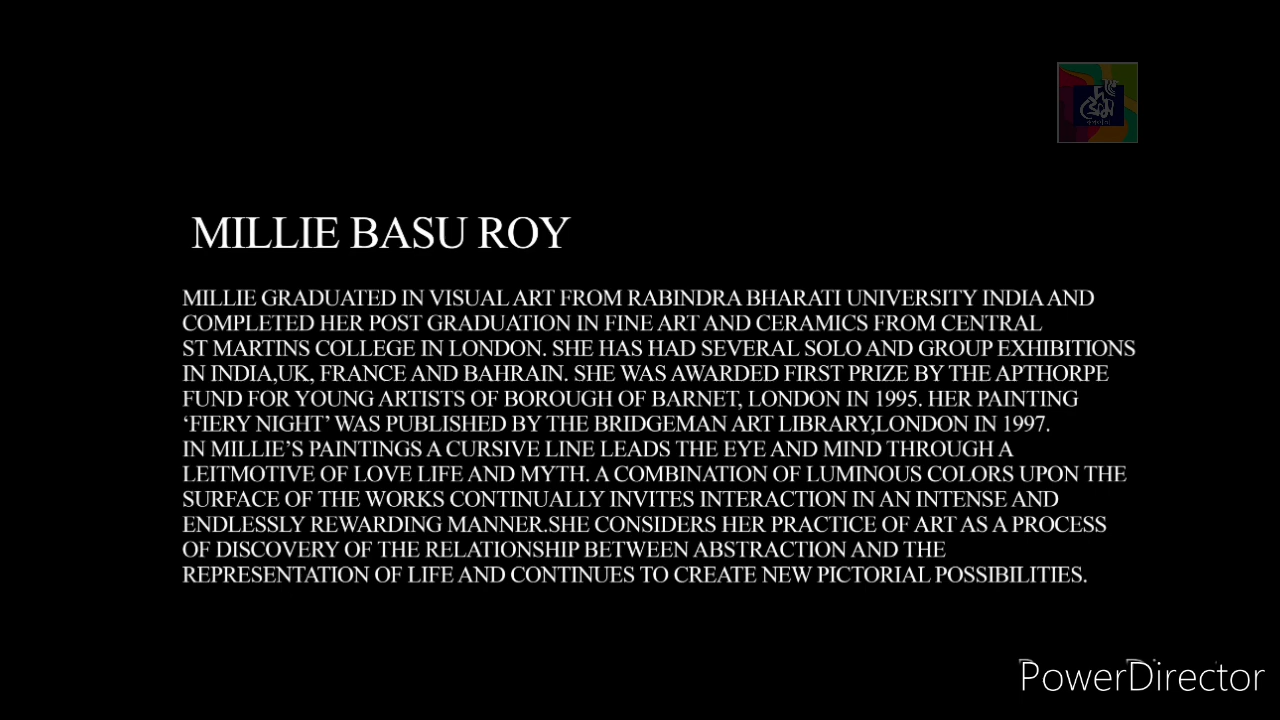 MILLIE BASU ROY
MILLIE GRADUATED IN VISUAL ART FROM RABINDRA BHARATI UNIVERSITY INDIA AND
COMPLETED HER POST GRADUATION IN FINE ART AND CERAMICS FROM CENTRAL
ST MARTINS COLLEGE IN LONDON. SHE HAS HAD SEVERAL SOLO AND GROUP EXHIBITIONS
IN INDIA,UK, FRANCE AND BAHRAIN. SHE WAS AWARDED FIRST PRIZE BY THE APTHORPE
FUND FOR YOUNG ARTISTS OF BOROUGH OF BARNET, LONDON IN 1995. HER PAINTING
‘FIERY NIGHT’ WAS PUBLISHED BY THE BRIDGEMAN ART LIBRARY,LONDON IN 1997.
IN MILLIE’S PAINTINGS A CURSIVE LINE LEADS THE EYE AND MIND THROUGH A
LEITMOTIVE OF LOVE LIFE AND MYTH. A COMBINATION OF LUMINOUS COLORS UPON THE
SURFACE OF THE WORKS CONTINUALLY INVITES INTERACTION IN AN INTENSE AND
ENDLESSLY REWARDING MANNER.SHE CONSIDERS HER PRACTICE OF ART AS A PROCESS
OF DISCOVERY OF THE RELATIONSHIP BETWEEN ABSTRACTION AND THE
REPRESENTATION OF LIFE AND CONTINUES TO CREATE NEW PICTORIAL POSSIBILITIES.
PowerDirector